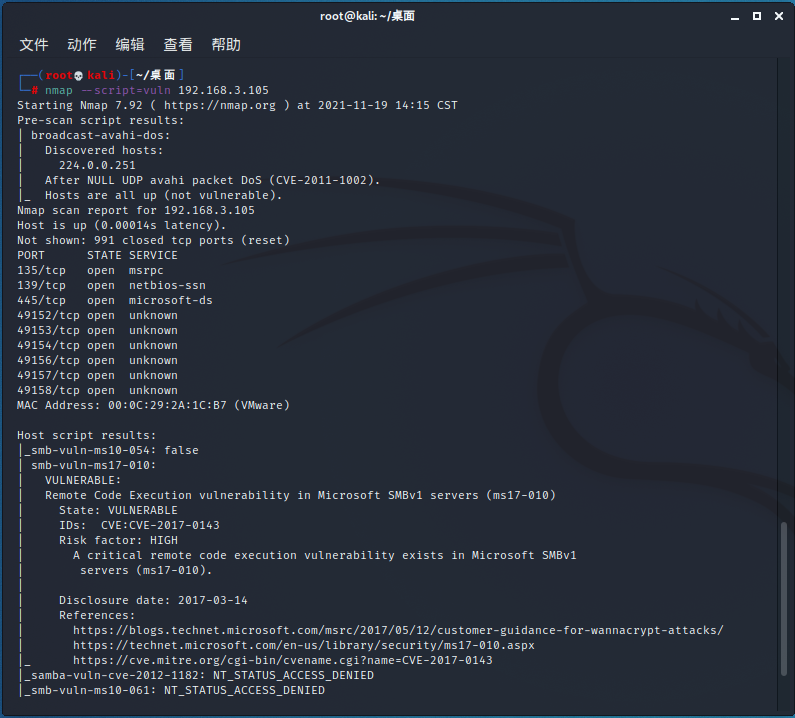 root@kali: ~/桌面
文件 动作 编辑 查看 帮助
┌──(root💀kali)-[~/桌面]
└─# nmap --script=vuln 192.168.3.105
Starting Nmap 7.92 ( https://nmap.org ) at 2021-11-19 14:15 CST
Pre-scan script results:
| broadcast-avahi-dos:
|   Discovered hosts:
|     224.0.0.251
|   After NULL UDP avahi packet DoS (CVE-2011-1002).
|_  Hosts are all up (not vulnerable).
Nmap scan report for 192.168.3.105
Host is up (0.00014s latency).
Not shown: 991 closed tcp ports (reset)
PORT      STATE SERVICE
135/tcp   open  msrpc
139/tcp   open  netbios-ssn
445/tcp   open  microsoft-ds
49152/tcp open  unknown
49153/tcp open  unknown
49154/tcp open  unknown
49156/tcp open  unknown
49157/tcp open  unknown
49158/tcp open  unknown
MAC Address: 00:0C:29:2A:1C:B7 (VMware)
Host script results:
|_smb-vuln-ms10-054: false
| smb-vuln-ms17-010:
|   VULNERABLE:
|   Remote Code Execution vulnerability in Microsoft SMBv1 servers (ms17-010)
|     State: VULNERABLE
|     IDs:  CVE:CVE-2017-0143
|     Risk factor: HIGH
|       A critical remote code execution vulnerability exists in Microsoft SMBv1
|        servers (ms17-010).
|
|     Disclosure date: 2017-03-14
|     References:
|       https://blogs.technet.microsoft.com/msrc/2017/05/12/customer-guidance-for-wannacrypt-attacks/
|       https://technet.microsoft.com/en-us/library/security/ms17-010.aspx
|_      https://cve.mitre.org/cgi-bin/cvename.cgi?name=CVE-2017-0143
|_samba-vuln-cve-2012-1182: NT_STATUS_ACCESS_DENIED
|_smb-vuln-ms10-061: NT_STATUS_ACCESS_DENIED